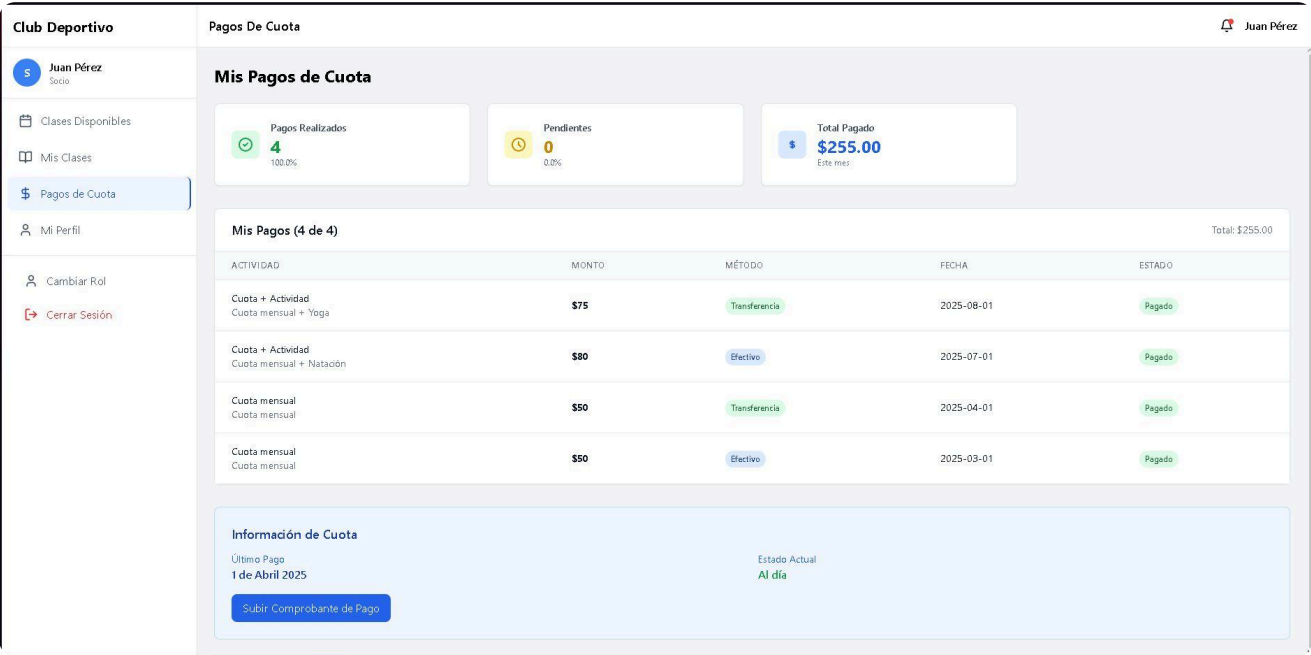 Club Deportivo
Pagos De Cuota
Juan Pérez
S
Juan Pérez
Socio
Clases Disponibles
Mis Clases
Pagos de Cuota
Mi Perfil
Cambiar Rol
Cerrar Sesión
Mis Pagos de Cuota
Pagos Realizados
4
100.0%
Pendientes
0
0.0%
$
Total Pagado
$255.00
Este mes
Mis Pagos (4 de 4)
Total: $255.00
ACTIVIDAD MONTO MÉTODO FECHA ESTADO
Cuota + Actividad
Cuota mensual + Yoga
$75 Transferencia 2025-08-01 Pagado
Cuota + Actividad
Cuota mensual + Natación
$80 Efectivo 2025-07-01 Pagado
Cuota mensual
Cuota mensual
$50 Transferencia 2025-04-01 Pagado
Cuota mensual
Cuota mensual
$50 Efectivo 2025-03-01 Pagado
Información de Cuota
Último Pago
1 de Abril 2025
Estado Actual
Al día
Subir Comprobante de Pago